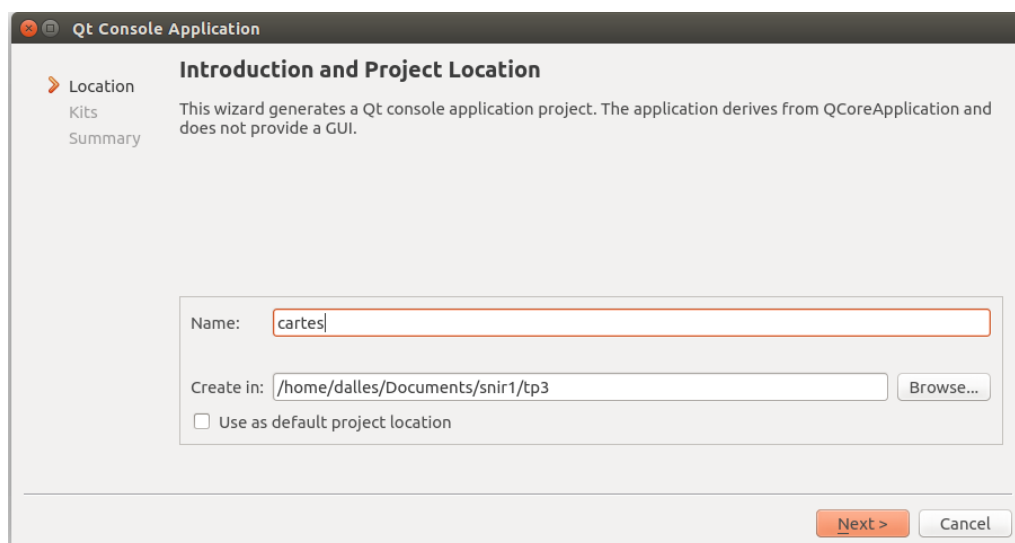 Qt Console Application
Location
Kits
Summary
Introduction and Project Location
This wizard generates a Qt console application project. The application derives from QCoreApplication and
does not provide a GUI.
Name: cartes
Create in: /home/dalles/Documents/snir1/tp3 Browse...
Use as default project location
Next > Cancel